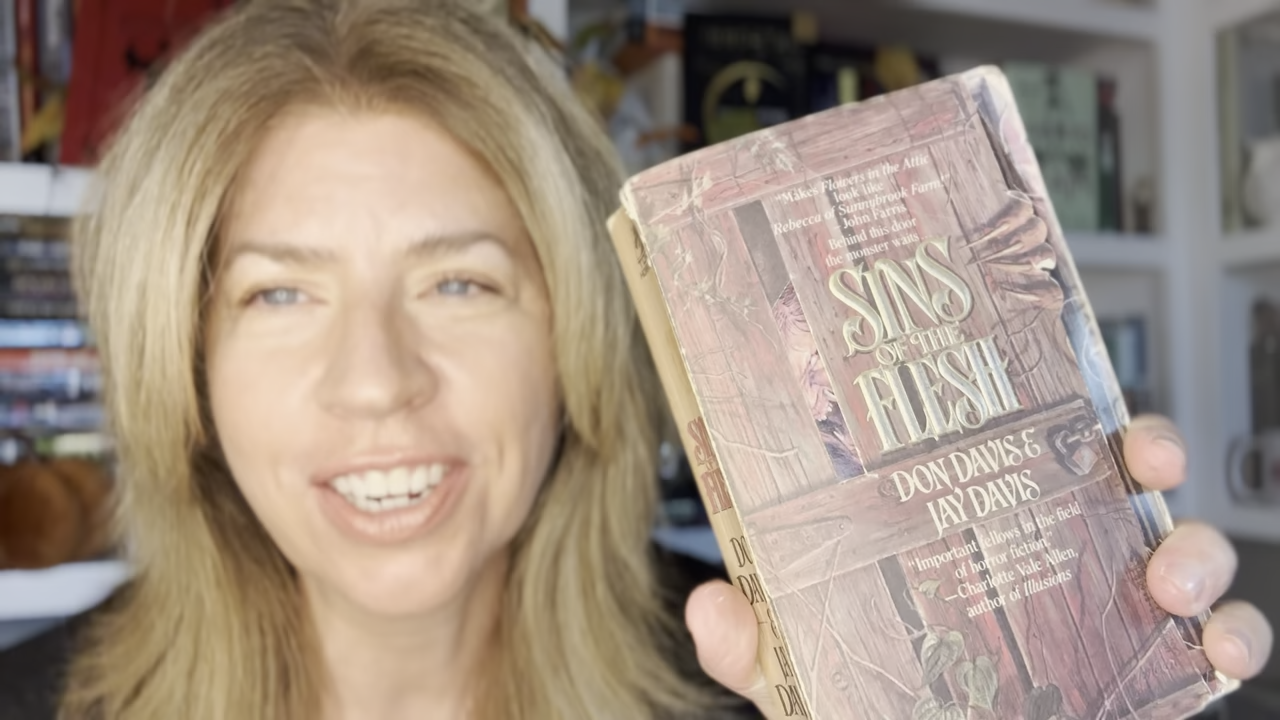 "Makes Flowers in the Attic
look like
Rebecca of Sunnybrook Farm!"
John Farris
Behind this door
the monster waits...
SINS
OF THE
FLESH
DON DAVIS &
JAY DAVIS
"Important fellows in the field
of horror fiction."
—Charlotte Vale Allen,
author of Illusions